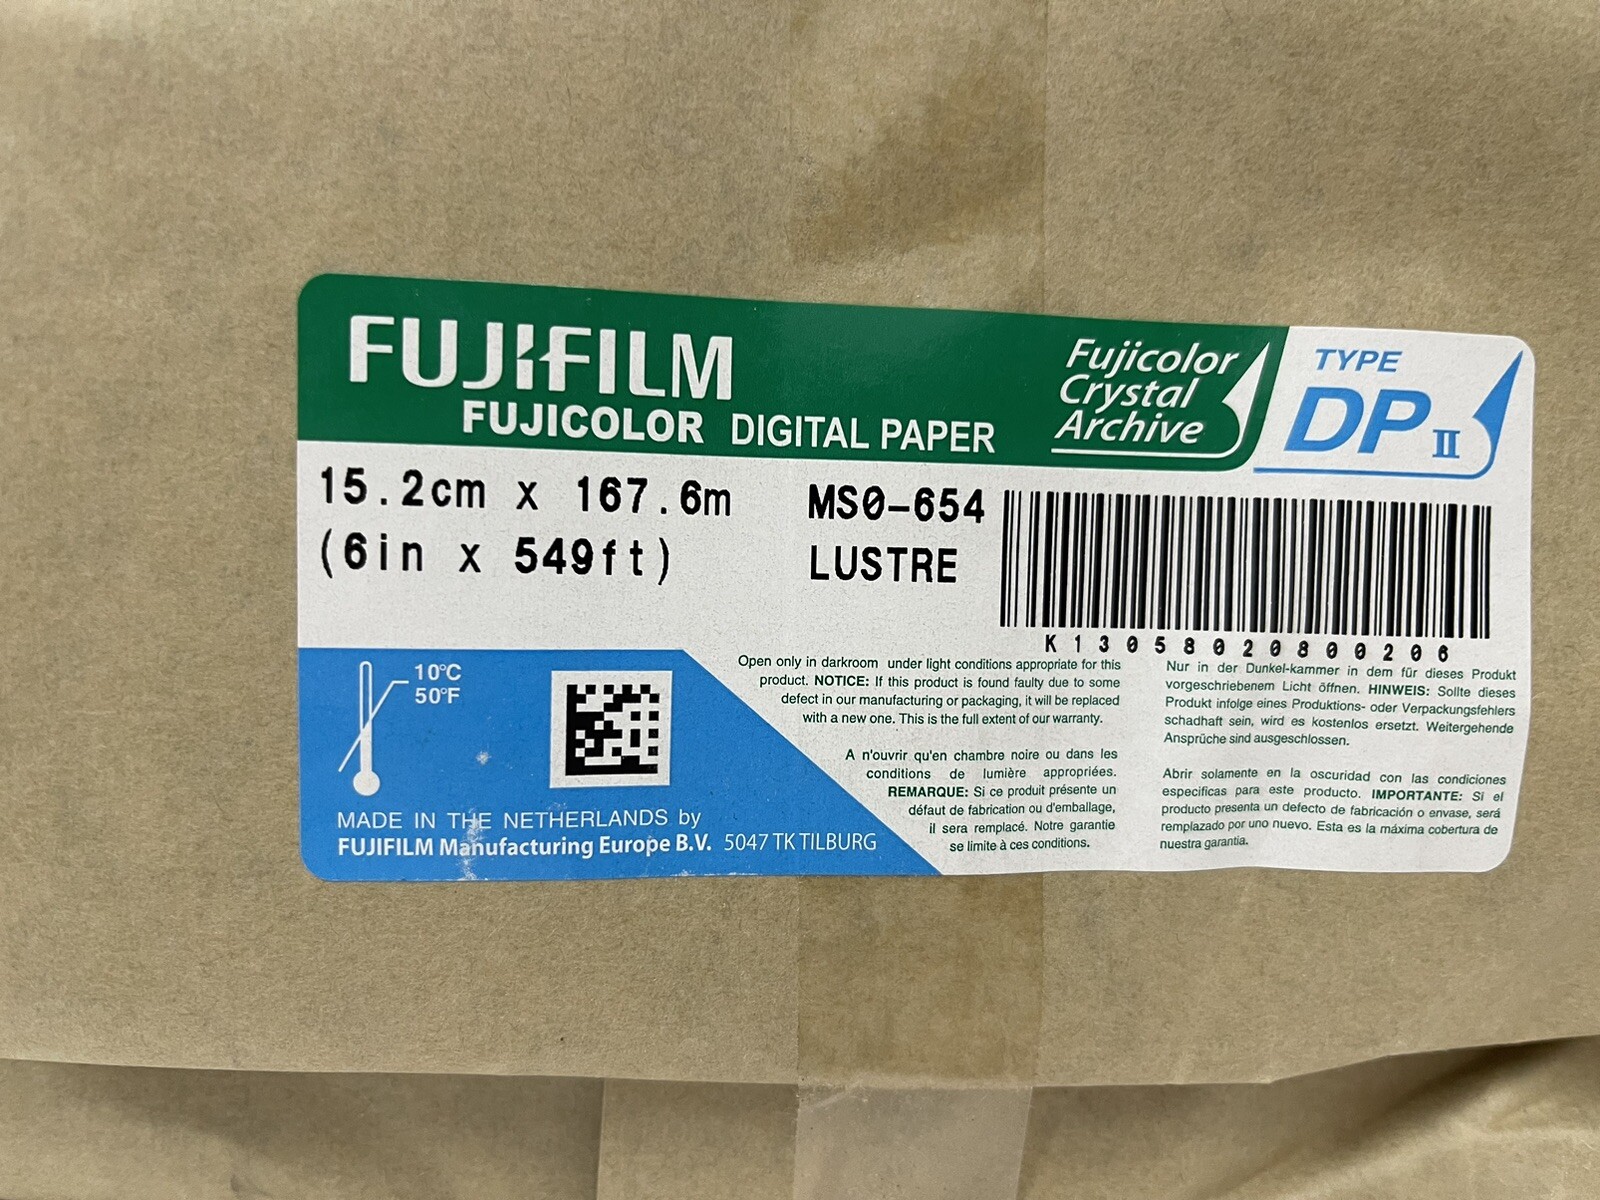 FUJIFILM
FUJICOLOR DIGITAL PAPER
Fujicolor
Crystal
Archive
TYPE
DP II
15.2cm x 167.6m
(6in x 549ft)
MS0-654
LUSTRE
K13058020800206
10°C
50°F
MADE IN THE NETHERLANDS by
FUJIFILM Manufacturing Europe B.V. 5047 TK TILBURG
Open only in darkroom under light conditions appropriate for this
product. NOTICE: If this product is found faulty due to some
defect in our manufacturing or packaging, it will be replaced
with a new one. This is the full extent of our warranty.
A n'ouvrir qu'en chambre noire ou dans les
conditions de lumière appropriées.
REMARQUE: Si ce produit présente un
défaut de fabrication ou d'emballage,
il sera remplacé. Notre garantie
se limite à ces conditions.
Nur in der Dunkel-kammer in dem für dieses Produkt
vorgeschriebenem Licht öffnen. HINWEIS: Sollte dieses
Produkt infolge eines Produktions- oder Verpackungsfehlers
schadhaft sein, wird es kostenlos ersetzt. Weitergehende
Ansprüche sind ausgeschlossen.
Abrir solamente en la oscuridad con las condiciones
especificas para este producto. IMPORTANTE: Si el
producto presenta un defecto de fabricación o envase, será
remplazado por uno nuevo. Esta es la máxima cobertura de
nuestra garantia.